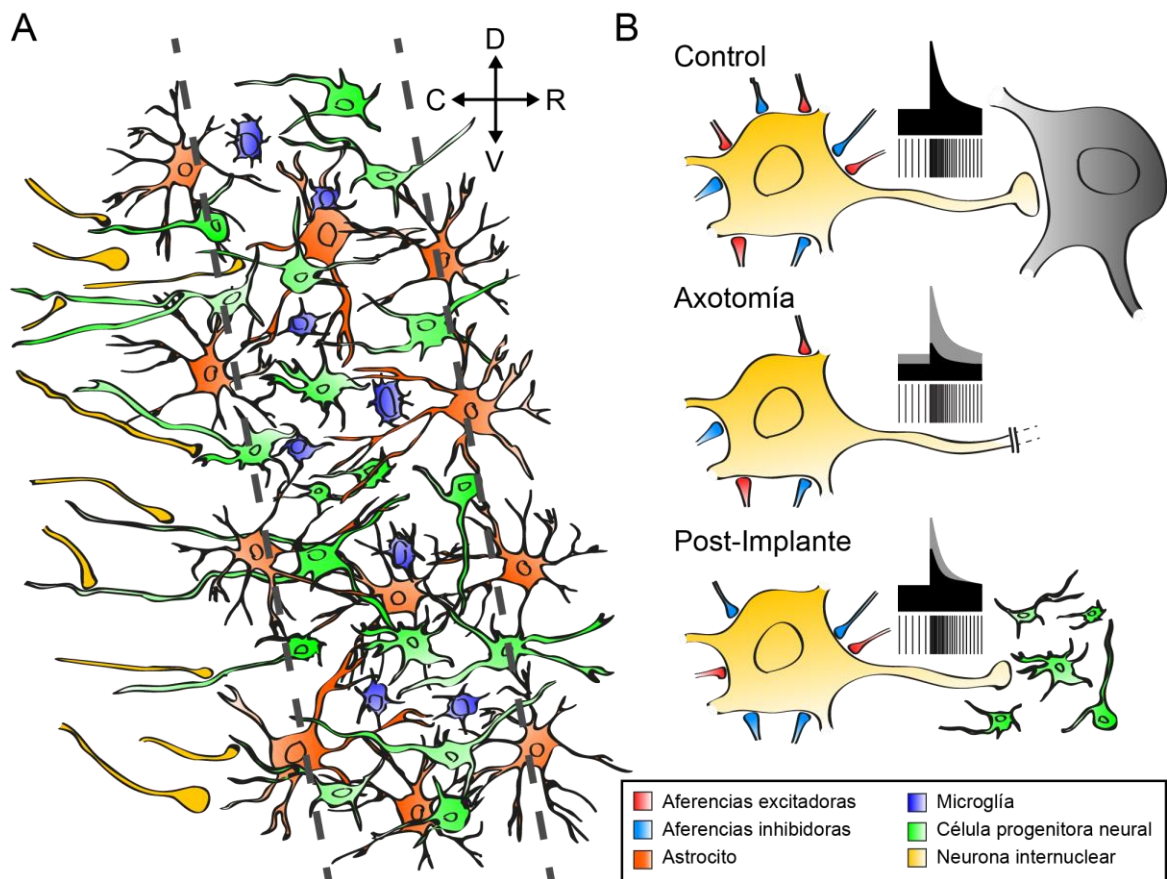 A
D
C
R
V
B
Control
Axotomía
Post-Implante
Aferencias excitadoras
Aferencias inhibidoras
Astrocito
Microglía
Célula progenitora neural
Neurona internuclear